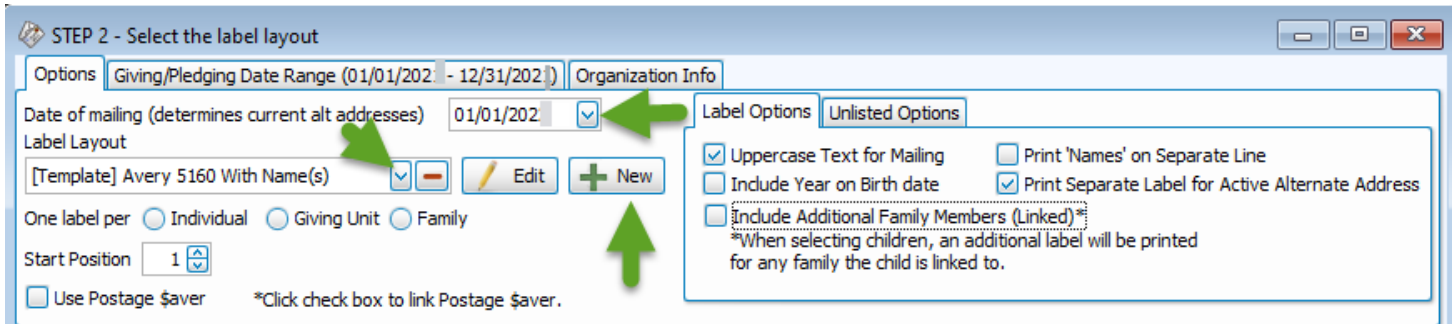 STEP 2 - Select the label layout
Options Giving/Pledging Date Range (01/01/202 - 12/31/202 ) Organization Info
Date of mailing (determines current alt addresses) 01/01/202
Label Layout
[Template] Avery 5160 With Name(s) Edit New
One label per Individual Giving Unit Family
Start Position 1
Use Postage $aver *Click check box to link Postage $aver.
Label Options Unlisted Options
Uppercase Text for Mailing Print 'Names' on Separate Line
Include Year on Birth date Print Separate Label for Active Alternate Address
Include Additional Family Members (Linked)*
*When selecting children, an additional label will be printed
for any family the child is linked to.